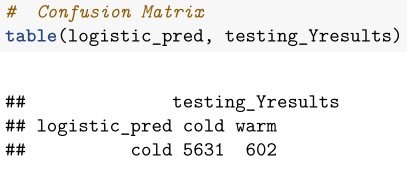 #  Confusion Matrix
table(logistic_pred, testing_Yresults)
##              testing_Yresults
## logistic_pred cold warm
##          cold 5631  602